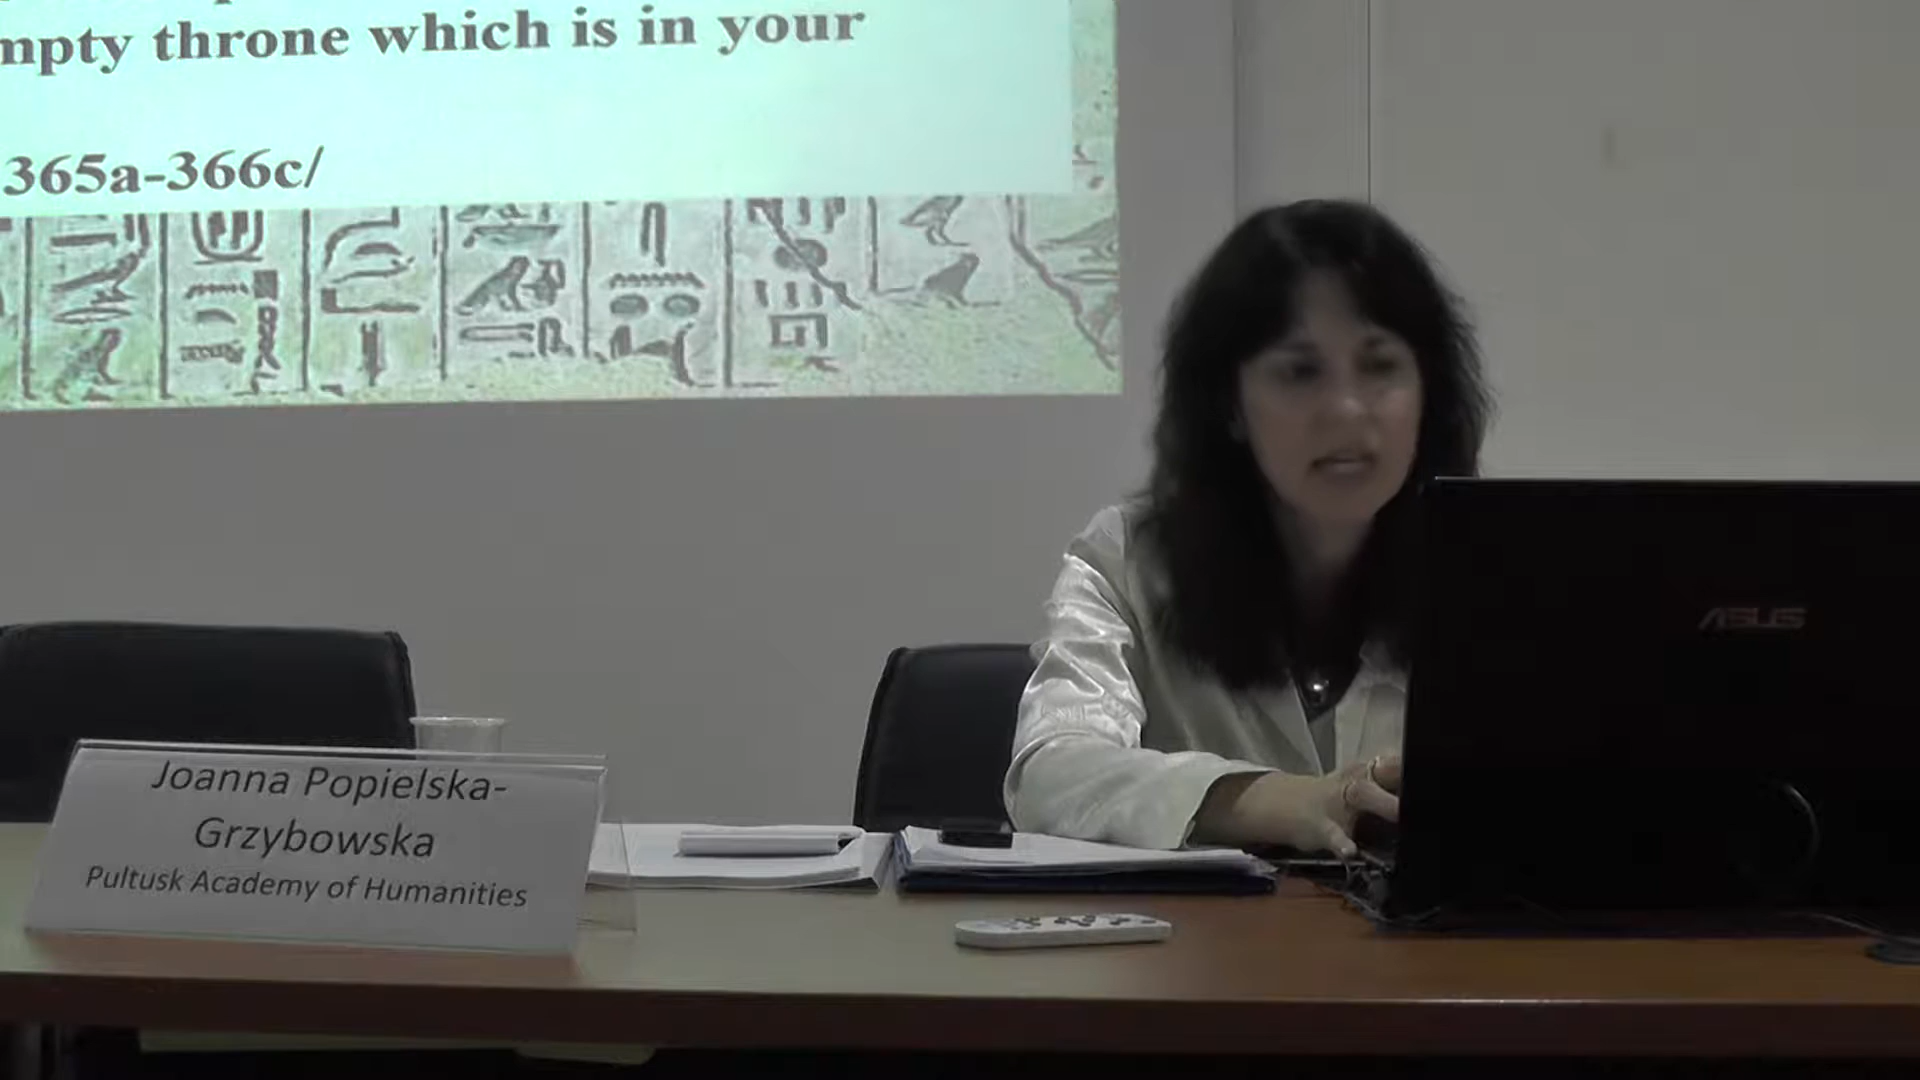 mpty throne which is in your
365a-366c/
ASUS
Joanna Popielska-
Grzybowska
Pultusk Academy of Humanities